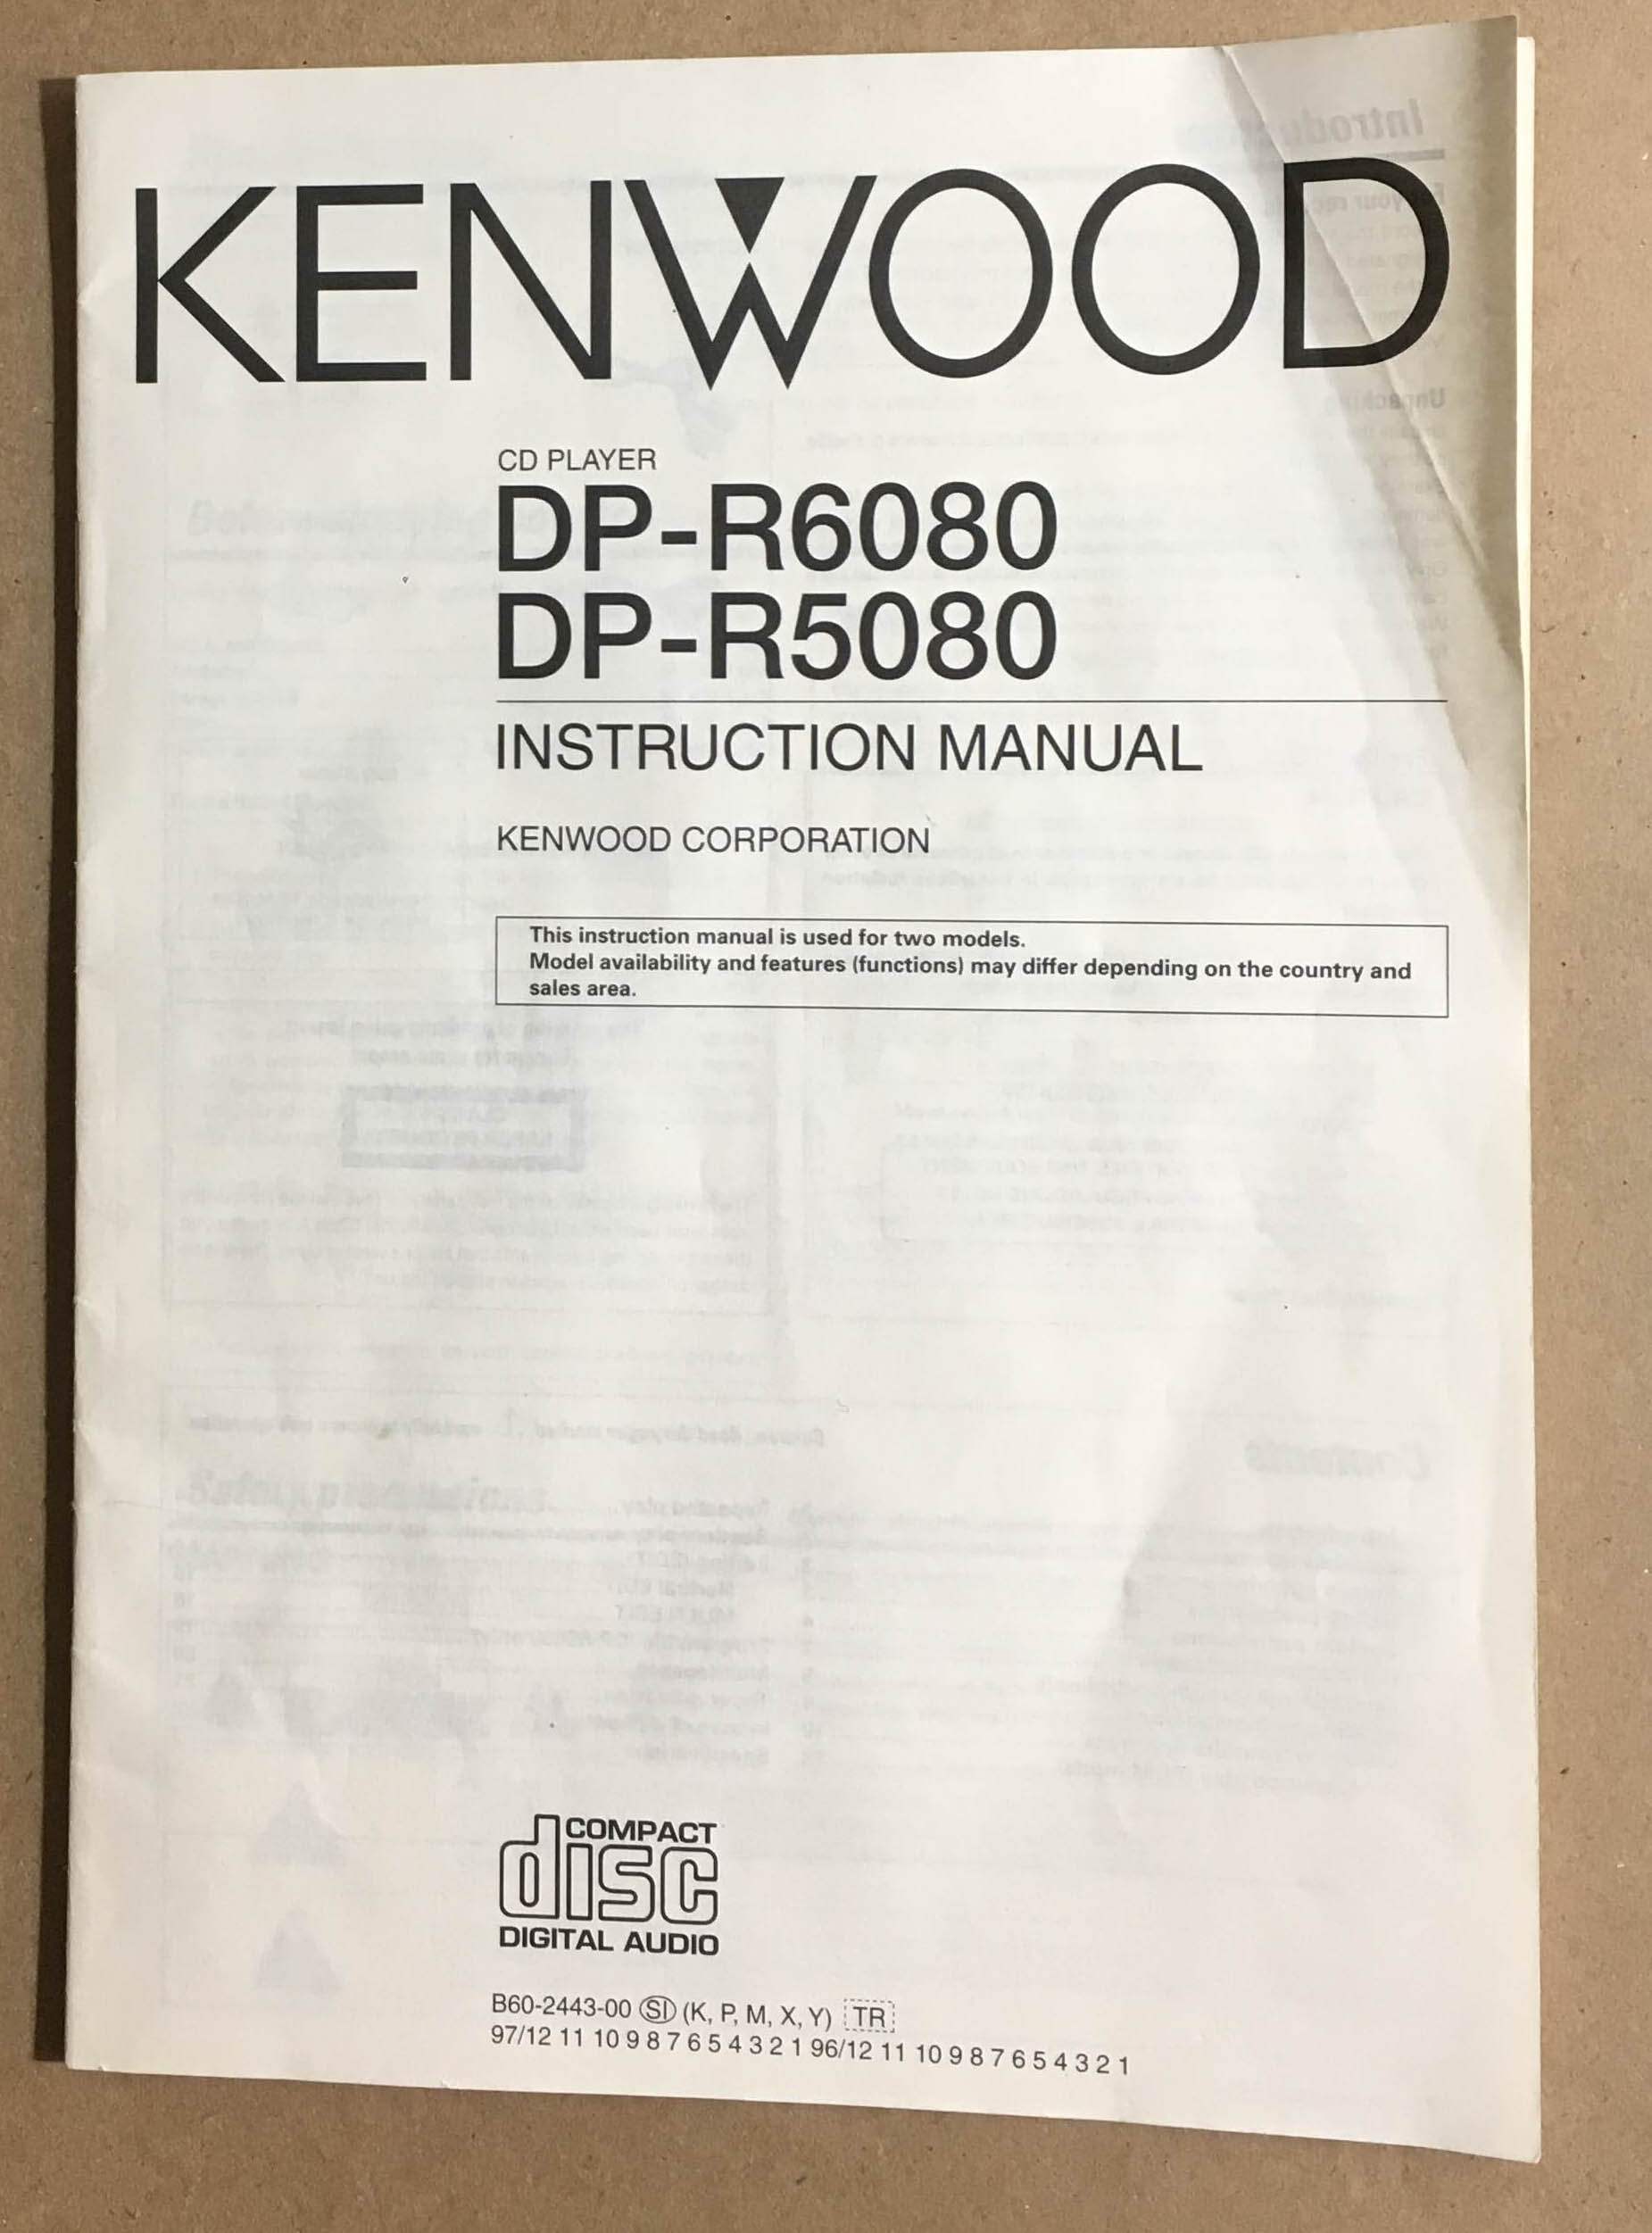 KENWOOD
CD PLAYER
DP-R6080
DP-R5080
INSTRUCTION MANUAL
KENWOOD CORPORATION
This instruction manual is used for two models.
Model availability and features (functions) may differ depending on the country and
sales area.
COMPACT
disc
DIGITAL AUDIO
B60-2443-00 SI (K, P, M, X, Y) TR
97/12 11 10 9 8 7 6 5 4 3 2 1 96/12 11 10 9 8 7 6 5 4 3 2 1